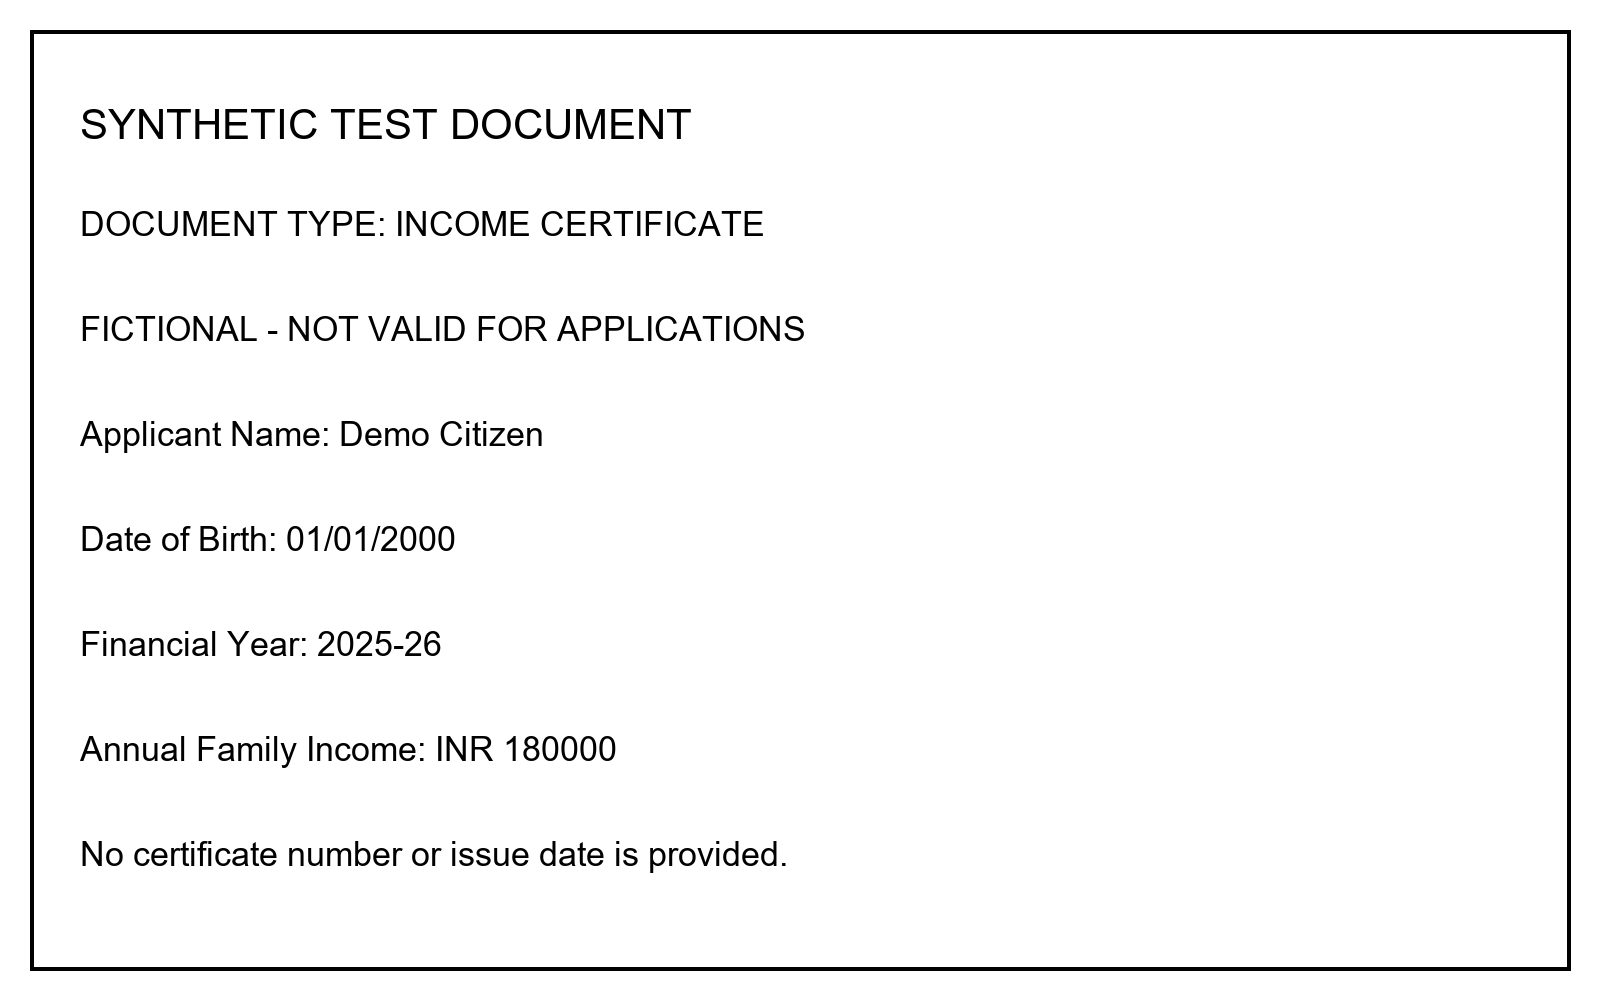 SYNTHETIC TEST DOCUMENT
DOCUMENT TYPE: INCOME CERTIFICATE
FICTIONAL - NOT VALID FOR APPLICATIONS
Applicant Name: Demo Citizen
Date of Birth: 01/01/2000
Financial Year: 2025-26
Annual Family Income: INR 180000
No certificate number or issue date is provided.